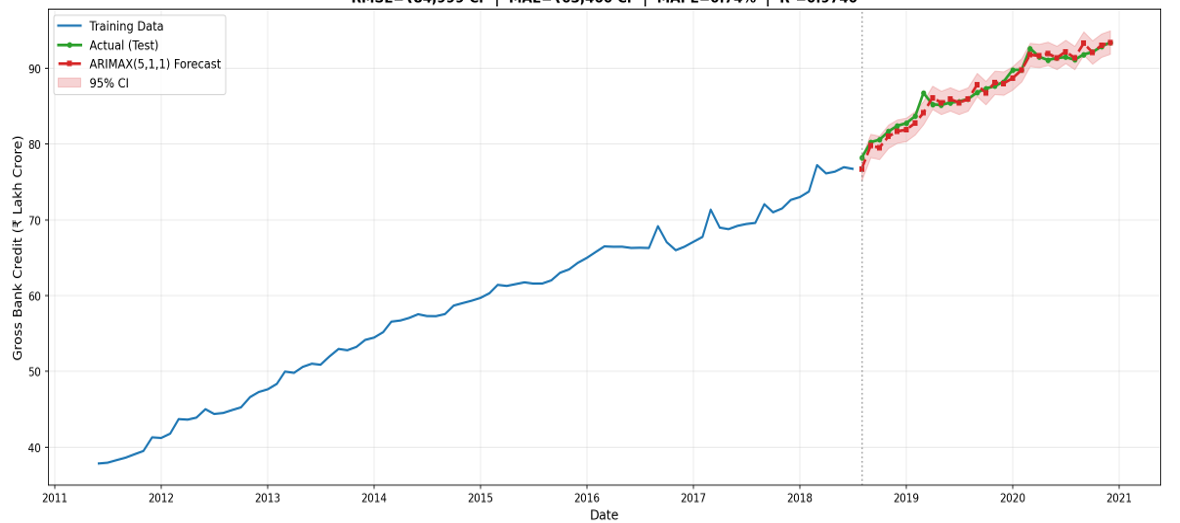 Training Data
Actual (Test)
ARIMAX(5,1,1) Forecast
95% CI
Gross Bank Credit (₹ Lakh Crore)
90
80
70
60
50
40
2011 2012 2013 2014 2015 2016 2017 2018 2019 2020 2021
Date